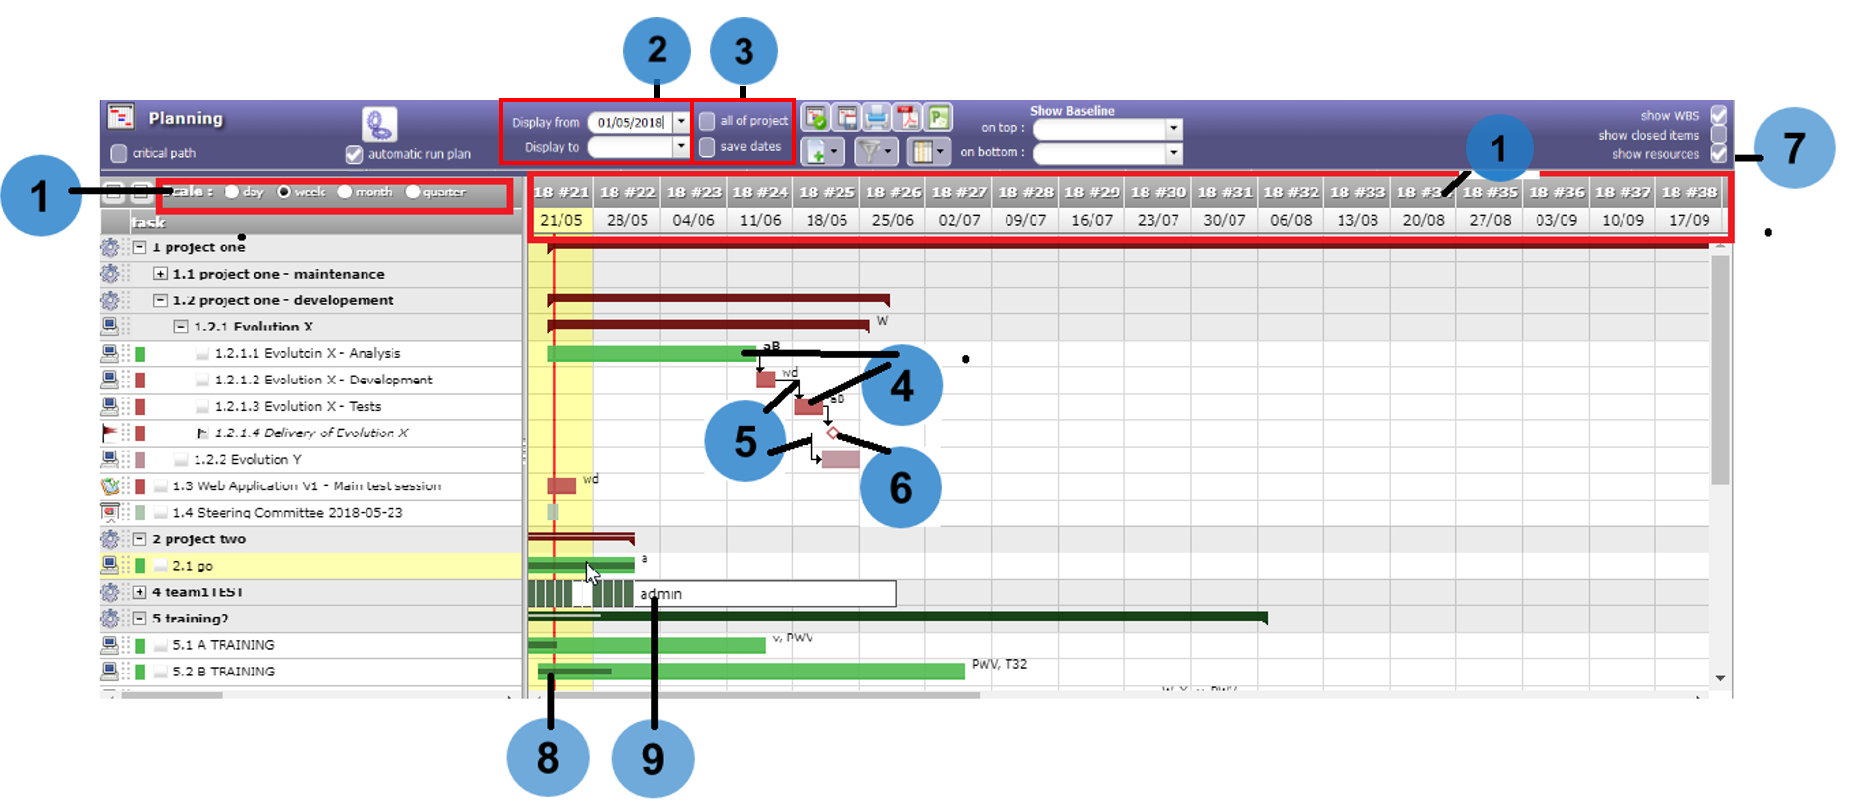 2
3
Planning
critical path
automatic run plan
Display from 01/05/2018
Display to
all of project
save dates
Show Baseline
on top :
on bottom :
show WBS
show closed items
show resources
1
7
1
scale : day week month quarter
18 #21 18 #22 18 #23 18 #24 18 #25 18 #26 18 #27 18 #28 18 #29 18 #30 18 #31 18 #32 18 #33 18 #35 18 #36 18 #37 18 #38
task
21/05 28/05 04/06 11/06 18/06 25/06 02/07 09/07 16/07 23/07 30/07 06/08 13/08 20/08 27/08 03/09 10/09 17/09
1 project one
1.1 project one - maintenance
1.2 project one - developement
1.2.1 Evolution X
W
1.2.1.1 Evolutcin X - Analysis
aB
1.2.1.2 Evolution X - Development
wd
4
1.2.1.3 Evolution X - Tests
aB
1.2.1.4 Delivery of Evolution X
5
1.2.2 Evolution Y
1.3 Web Application V1 - Main test session
wd
6
1.4 Steering Committee 2018-05-23
2 project two
2.1 go
a
4 team1TEST
admin
5 training2
5.1 A TRAINING
v, PWV
5.2 B TRAINING
PWV, T32
8
9